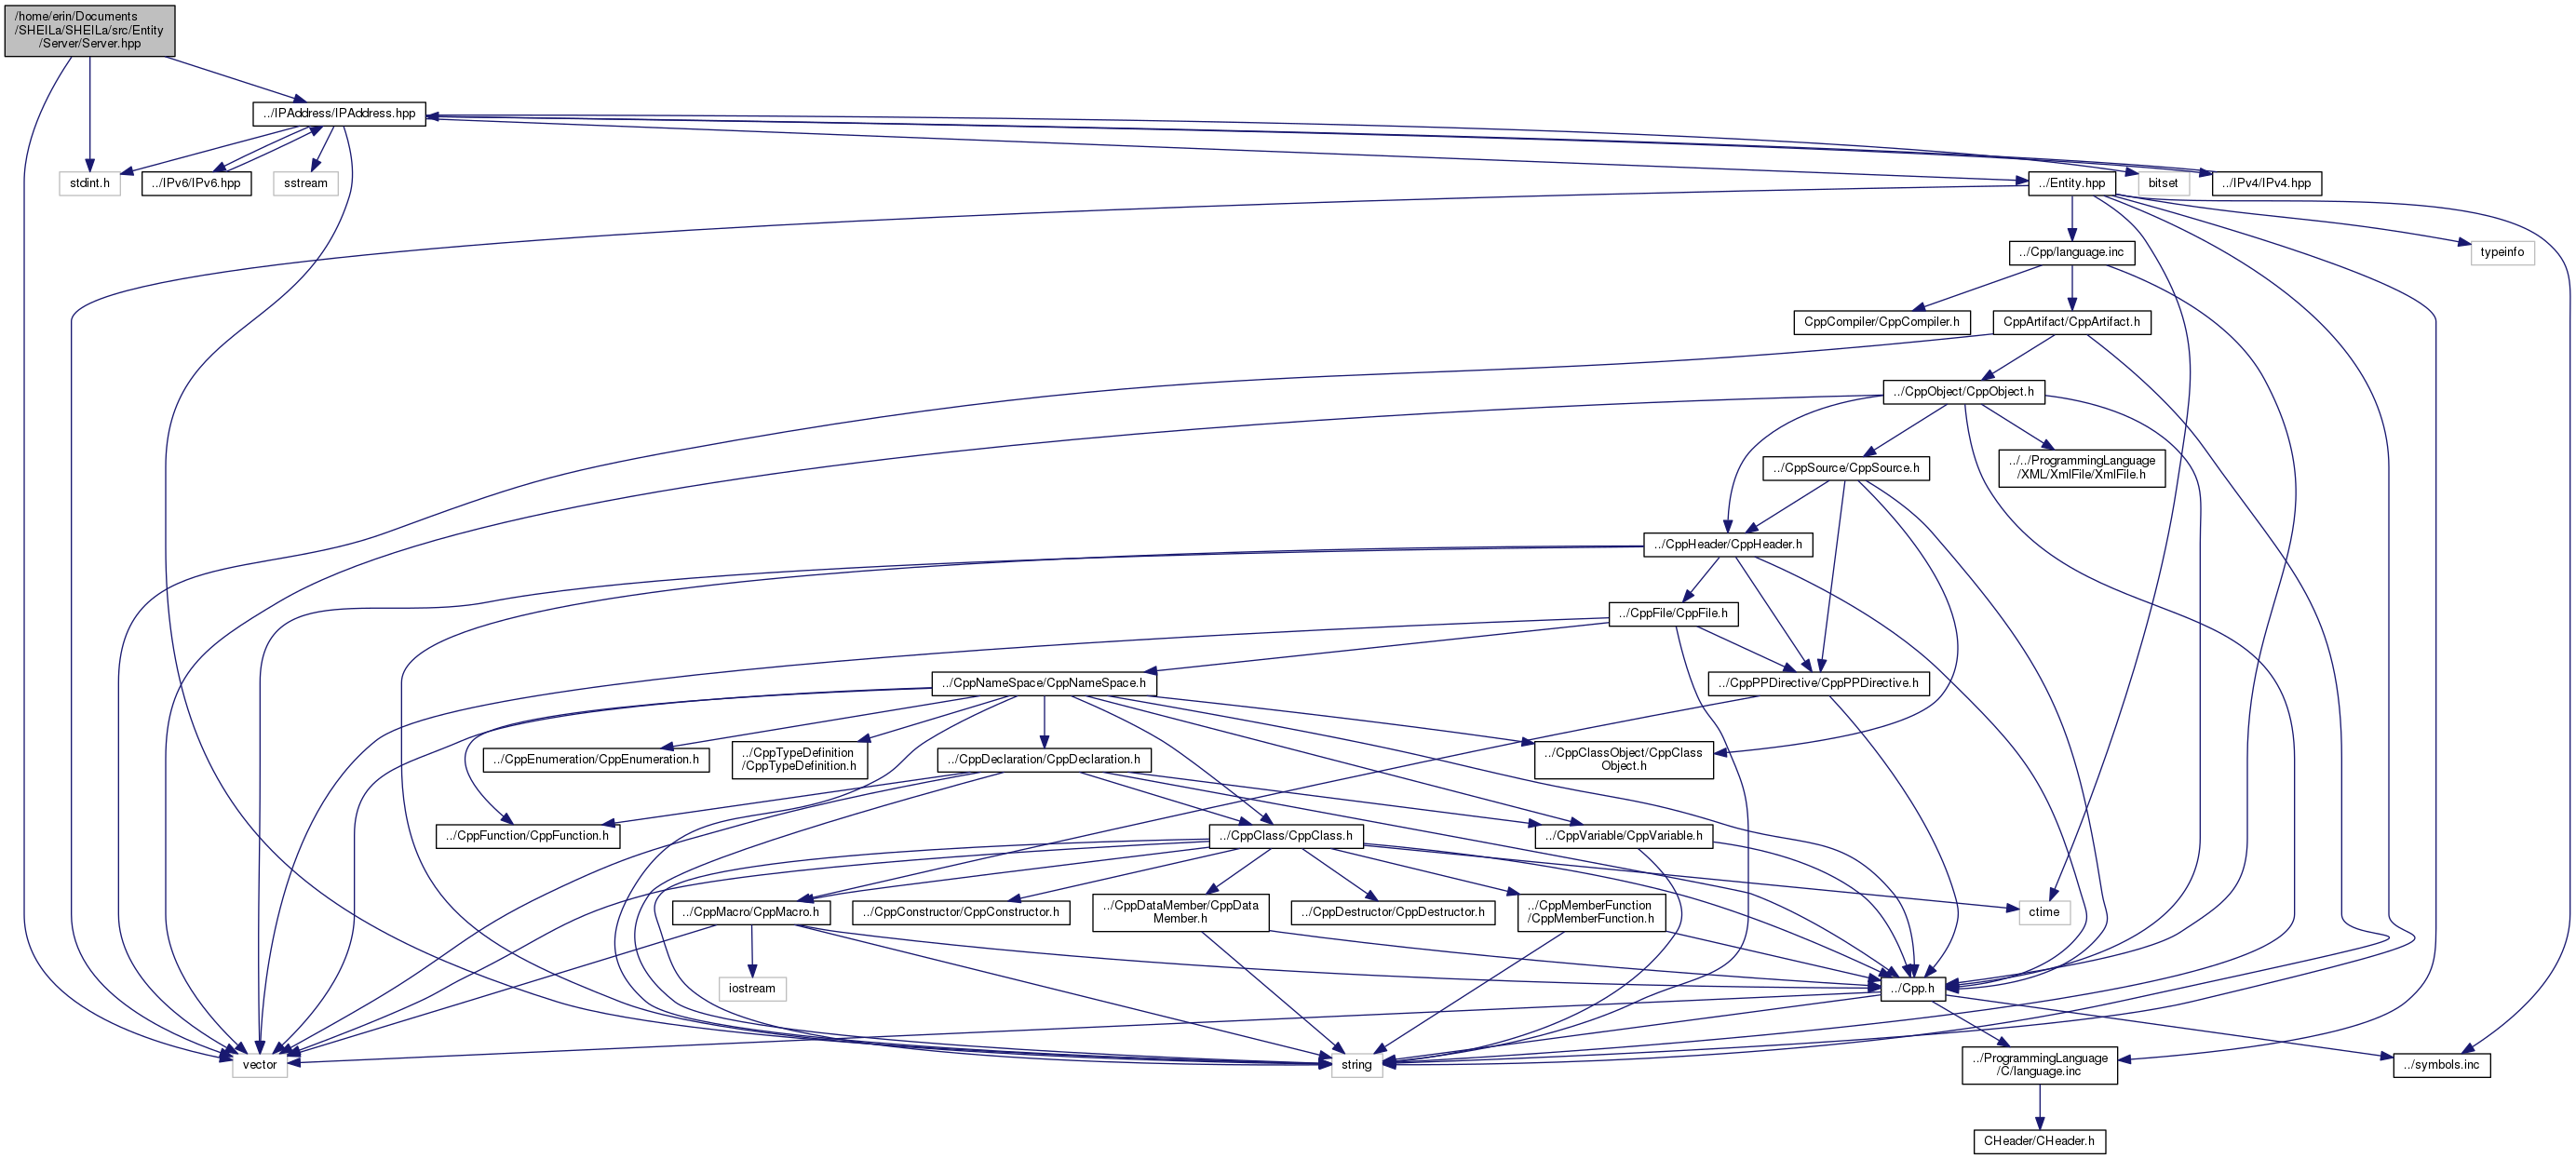 /home/erin/Documents
/SHEILa/SHEILa/src/Entity
/Server/Server.hpp
../IPAddress/IPAddress.hpp
stdint.h
../IPv6/IPv6.hpp
sstream
../Entity.hpp
bitset
../IPv4/IPv4.hpp
../Cpp/language.inc
typeinfo
CppCompiler/CppCompiler.h
CppArtifact/CppArtifact.h
../CppObject/CppObject.h
../CppSource/CppSource.h
../../ProgrammingLanguage
/XML/XmlFile/XmlFile.h
../CppHeader/CppHeader.h
../CppFile/CppFile.h
../CppNameSpace/CppNameSpace.h
../CppPPDirective/CppPPDirective.h
../CppEnumeration/CppEnumeration.h
../CppTypeDefinition
/CppTypeDefinition.h
../CppDeclaration/CppDeclaration.h
../CppClassObject/CppClass
Object.h
../CppFunction/CppFunction.h
../CppClass/CppClass.h
../CppVariable/CppVariable.h
../CppMacro/CppMacro.h
../CppConstructor/CppConstructor.h
../CppDataMember/CppData
Member.h
../CppDestructor/CppDestructor.h
../CppMemberFunction
/CppMemberFunction.h
ctime
iostream
../Cpp.h
vector
string
../ProgrammingLanguage
/C/language.inc
../symbols.inc
CHeader/CHeader.h